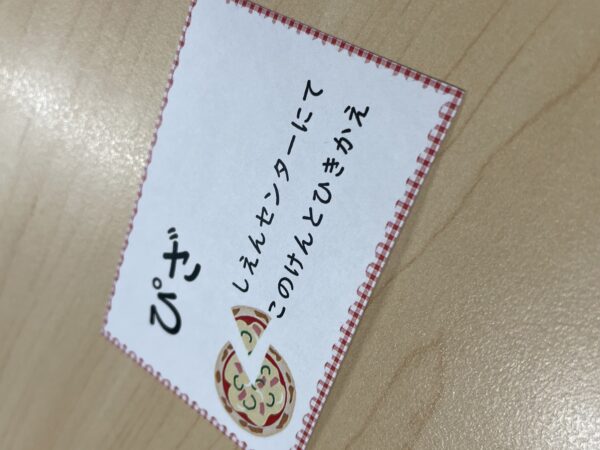 ぴざ
しえんセンターにて
このけんとひきかえ